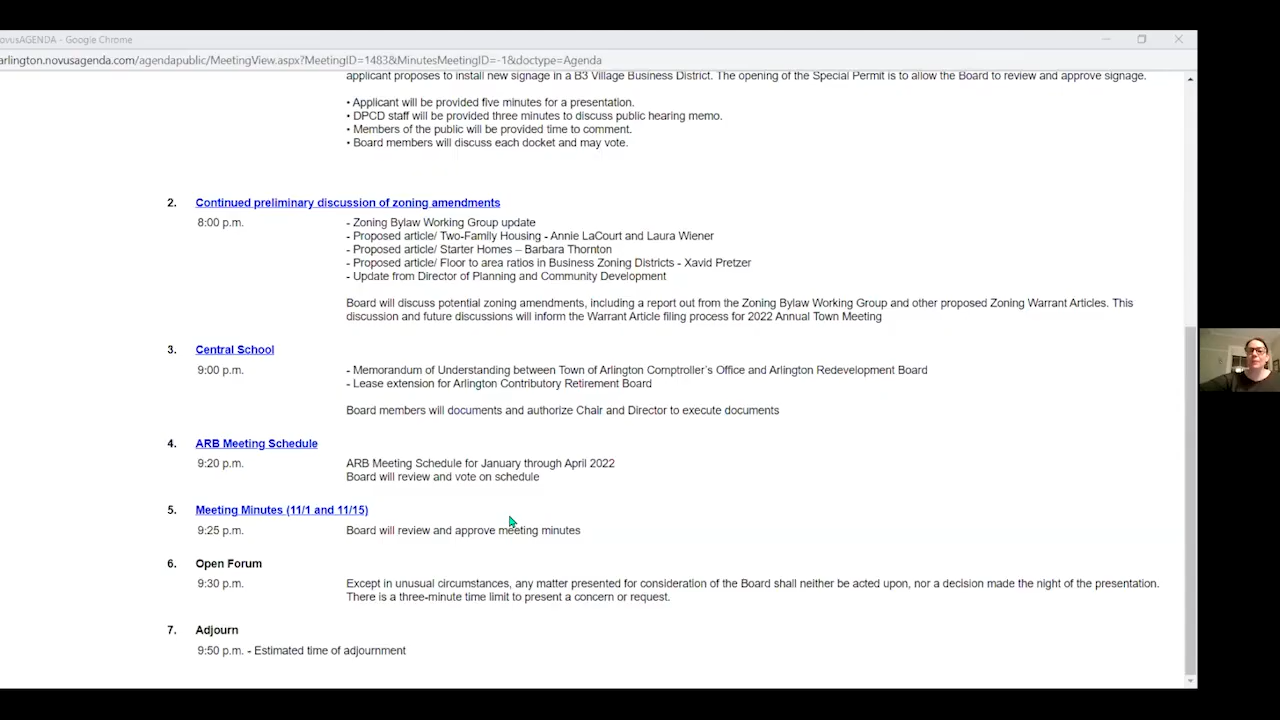 ovusAGENDA - Google Chrome
arlington.novusagenda.com/agendapublic/MeetingView.aspx?MeetingID=1483&MinutesMeetingID=-1&doctype=Agenda
applicant proposes to install new signage in a B3 Village Business District. The opening of the Special Permit is to allow the Board to review and approve signage.
• Applicant will be provided five minutes for a presentation.
• DPCD staff will be provided three minutes to discuss public hearing memo.
• Members of the public will be provided time to comment.
• Board members will discuss each docket and may vote.
2. Continued preliminary discussion of zoning amendments
8:00 p.m. - Zoning Bylaw Working Group update
- Proposed article/ Two-Family Housing - Annie LaCourt and Laura Wiener
- Proposed article/ Starter Homes – Barbara Thornton
- Proposed article/ Floor to area ratios in Business Zoning Districts - Xavid Pretzer
- Update from Director of Planning and Community Development
Board will discuss potential zoning amendments, including a report out from the Zoning Bylaw Working Group and other proposed Zoning Warrant Articles. This
discussion and future discussions will inform the Warrant Article filing process for 2022 Annual Town Meeting
3. Central School
9:00 p.m. - Memorandum of Understanding between Town of Arlington Comptroller's Office and Arlington Redevelopment Board
- Lease extension for Arlington Contributory Retirement Board
Board members will documents and authorize Chair and Director to execute documents
4. ARB Meeting Schedule
9:20 p.m. ARB Meeting Schedule for January through April 2022
Board will review and vote on schedule
5. Meeting Minutes (11/1 and 11/15)
9:25 p.m. Board will review and approve meeting minutes
6. Open Forum
9:30 p.m. Except in unusual circumstances, any matter presented for consideration of the Board shall neither be acted upon, nor a decision made the night of the presentation.
There is a three-minute time limit to present a concern or request.
7. Adjourn
9:50 p.m. - Estimated time of adjournment